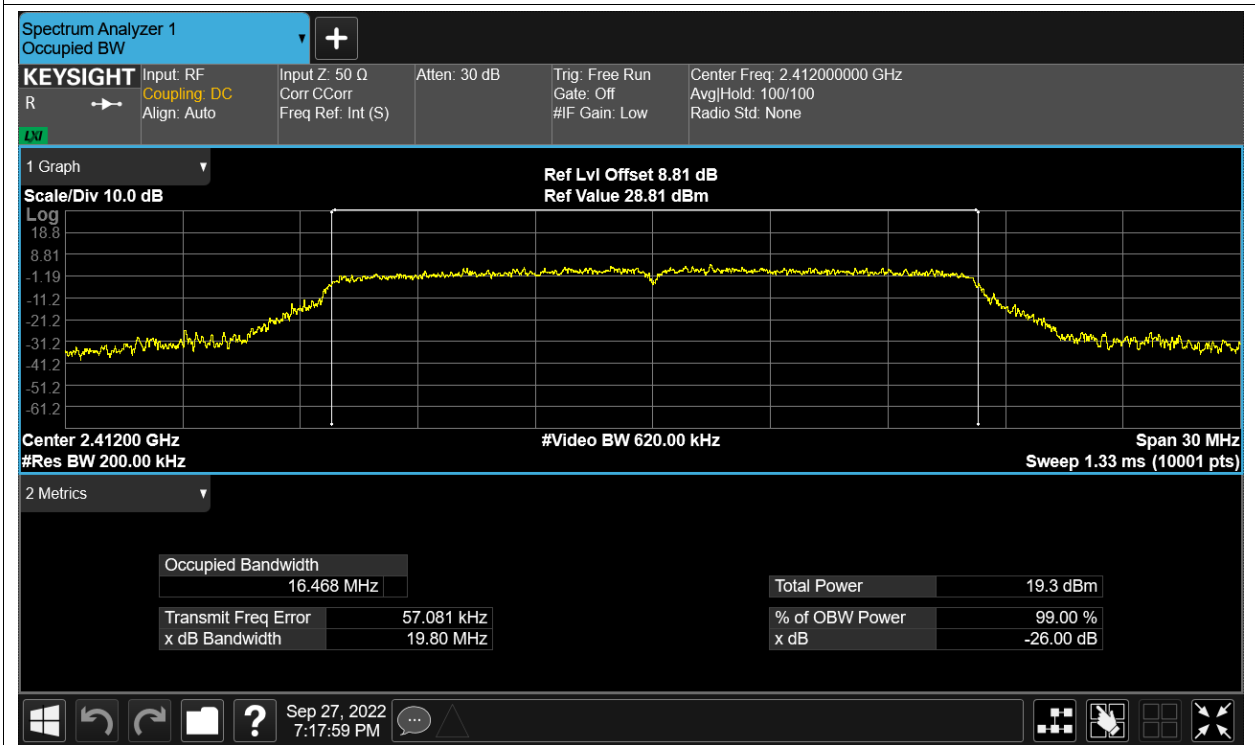 Spectrum Analyzer 1
Occupied BW
KEYSIGHT
R
LXI
Input: RF
Coupling: DC
Align: Auto
Input Z: 50 Ω
Corr CCorr
Freq Ref: Int (S)
Atten: 30 dB
Trig: Free Run
Gate: Off
#IF Gain: Low
Center Freq: 2.412000000 GHz
Avg|Hold: 100/100
Radio Std: None
1 Graph
Scale/Div 10.0 dB
Ref Lvl Offset 8.81 dB
Ref Value 28.81 dBm
Log
18.8
8.81
-1.19
-11.2
-21.2
-31.2
-41.2
-51.2
-61.2
Center 2.41200 GHz
#Res BW 200.00 kHz
#Video BW 620.00 kHz
Span 30 MHz
Sweep 1.33 ms (10001 pts)
2 Metrics
Occupied Bandwidth
16.468 MHz
Transmit Freq Error 57.081 kHz
x dB Bandwidth 19.80 MHz
Total Power 19.3 dBm
% of OBW Power 99.00 %
x dB -26.00 dB
?
Sep 27, 2022
7:17:59 PM